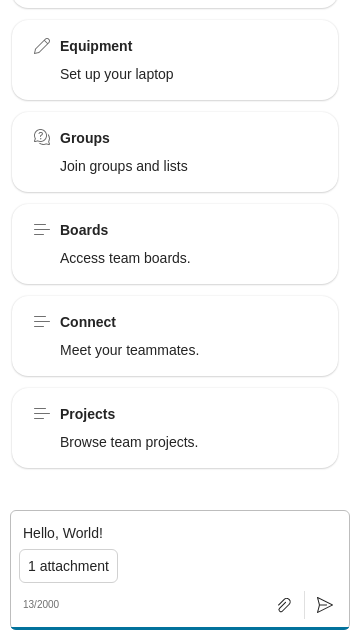 Equipment
Set up your laptop
Groups
Join groups and lists
Boards
Access team boards.
Connect
Meet your teammates.
Projects
Browse team projects.
Hello, World!
1 attachment
13/2000